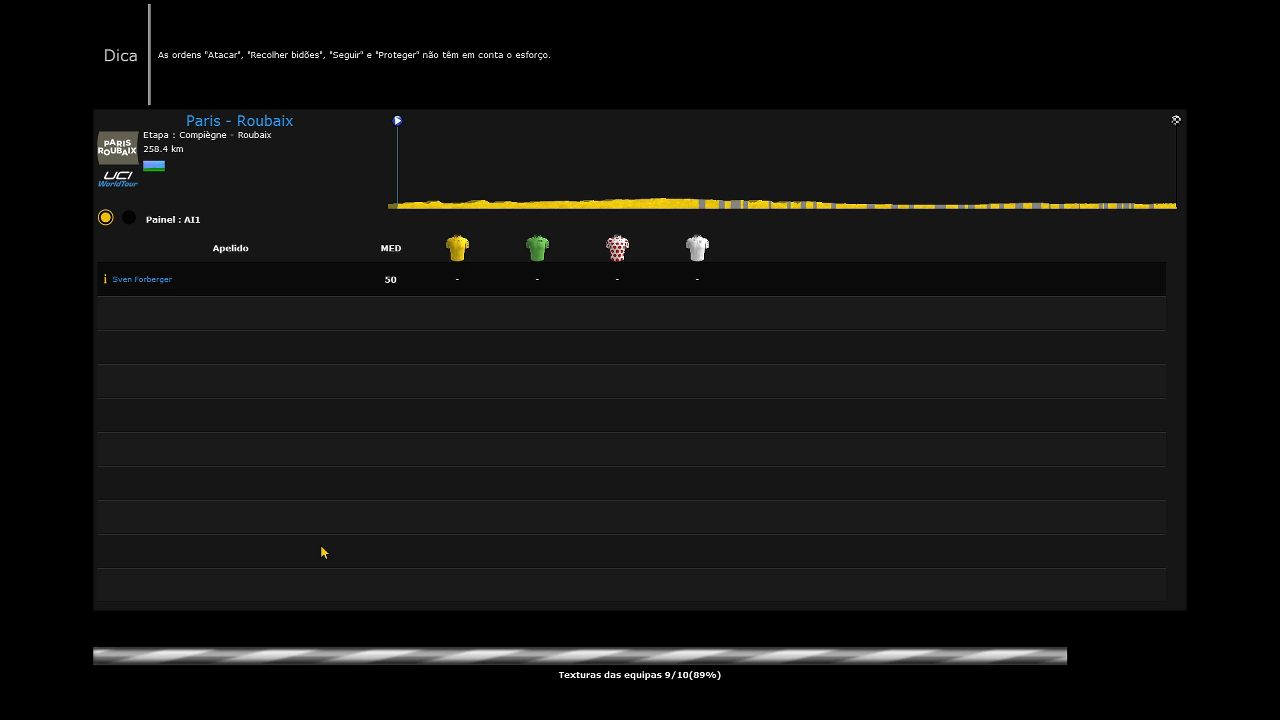 Dica
As ordens "Atacar", "Recolher bidões", "Seguir" e "Proteger" não têm em conta o esforço.
Paris - Roubaix
PARIS
ROUBAIX
Etapa : Compiègne - Roubaix
258.4 km
UCI
WorldTour
Painel : AI1
Apelido MED
i Sven Forberger 50 - - - -
Texturas das equipas 9/10(89%)